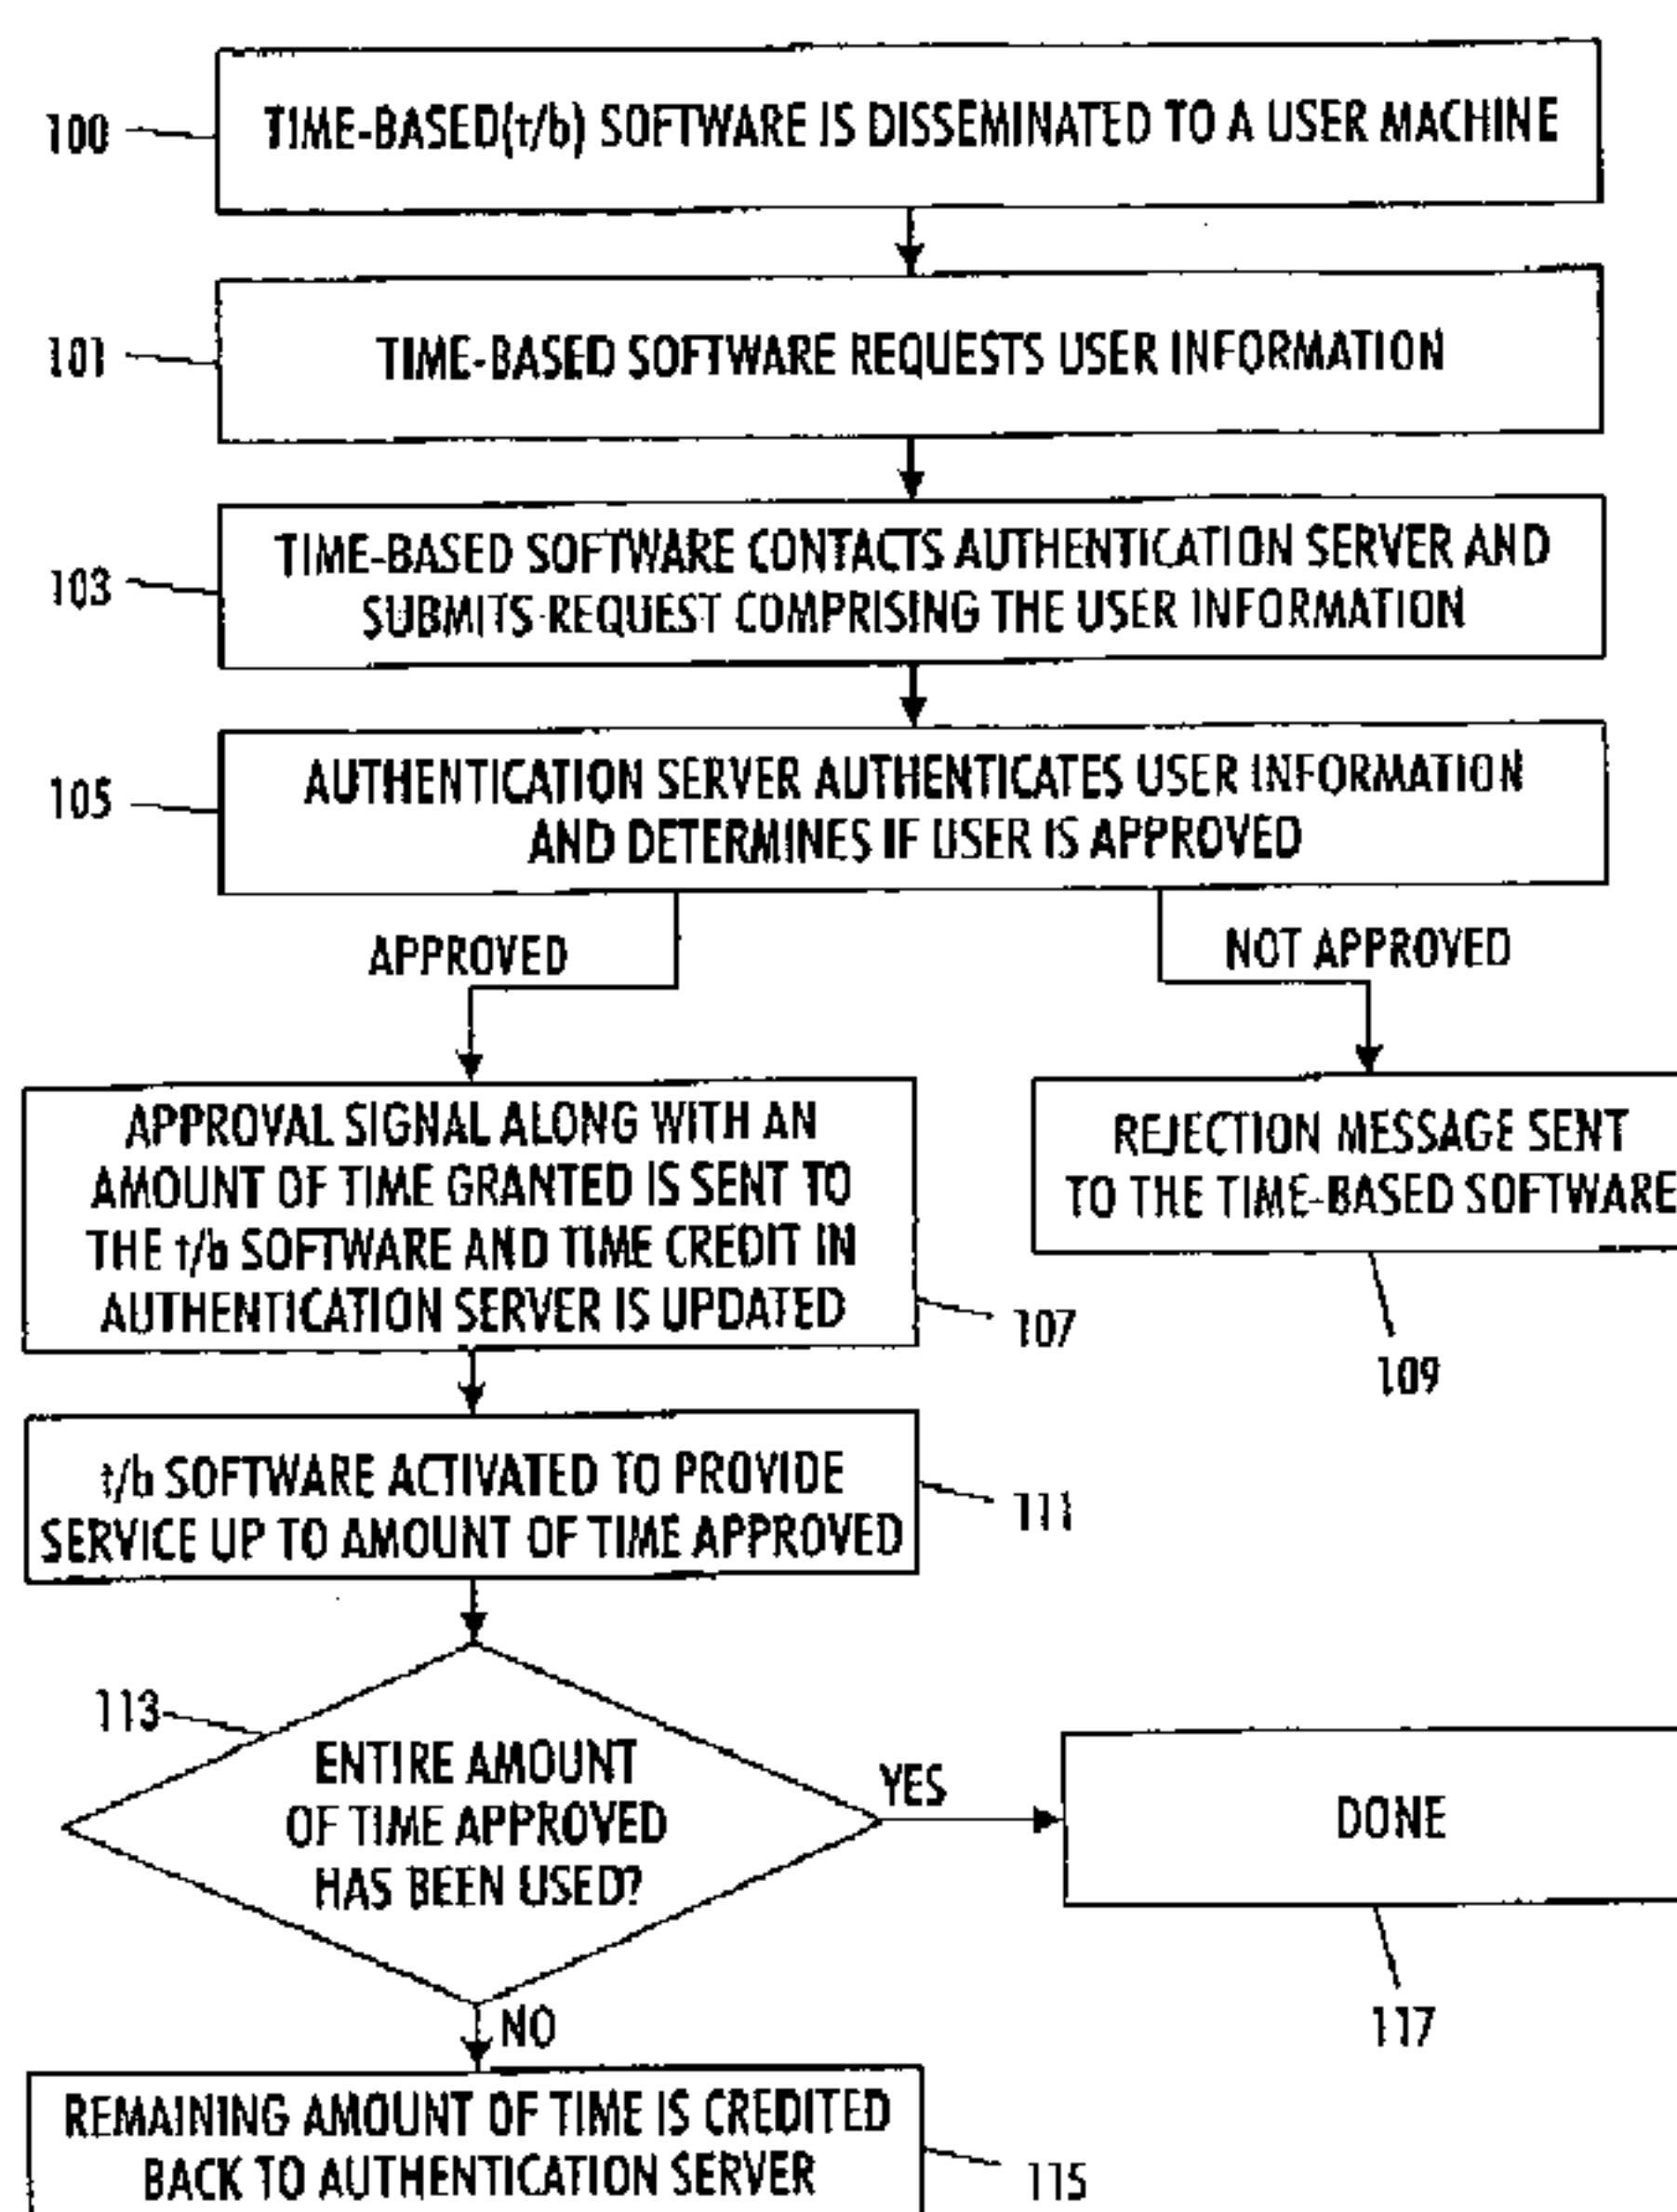 100
TIME-BASED(t/b) SOFTWARE IS DISSEMINATED TO A USER MACHINE
101
TIME-BASED SOFTWARE REQUESTS USER INFORMATION
103
TIME-BASED SOFTWARE CONTACTS AUTHENTICATION SERVER AND
SUBMITS REQUEST COMPRISING THE USER INFORMATION
105
AUTHENTICATION SERVER AUTHENTICATES USER INFORMATION
AND DETERMINES IF USER IS APPROVED
APPROVED
NOT APPROVED
APPROVAL SIGNAL ALONG WITH AN
AMOUNT OF TIME GRANTED IS SENT TO
THE t/b SOFTWARE AND TIME CREDIT IN
AUTHENTICATION SERVER IS UPDATED
107
REJECTION MESSAGE SENT
TO THE TIME-BASED SOFTWARE
109
t/b SOFTWARE ACTIVATED TO PROVIDE
SERVICE UP TO AMOUNT OF TIME APPROVED
111
113
ENTIRE AMOUNT
OF TIME APPROVED
HAS BEEN USED?
YES
DONE
117
NO
REMAINING AMOUNT OF TIME IS CREDITED
BACK TO AUTHENTICATION SERVER
115